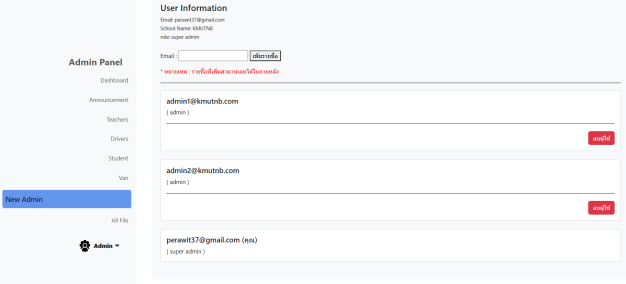 Admin Panel
Dashboard
Announcement
Teachers
Drivers
Student
Van
New Admin
All File
Admin
User Information
Email: perawit37@gmail.com
School Name: KMUTNB
role: super admin
Email :
เพิ่มรายชื่อ
* หมายเหตุ : รายชื่อที่เพิ่มสามารถลบได้ในภายหลัง
admin1@kmutnb.com
( admin )
ลบผู้ใช้
admin2@kmutnb.com
( admin )
ลบผู้ใช้
perawit37@gmail.com (คุณ)
( super admin )